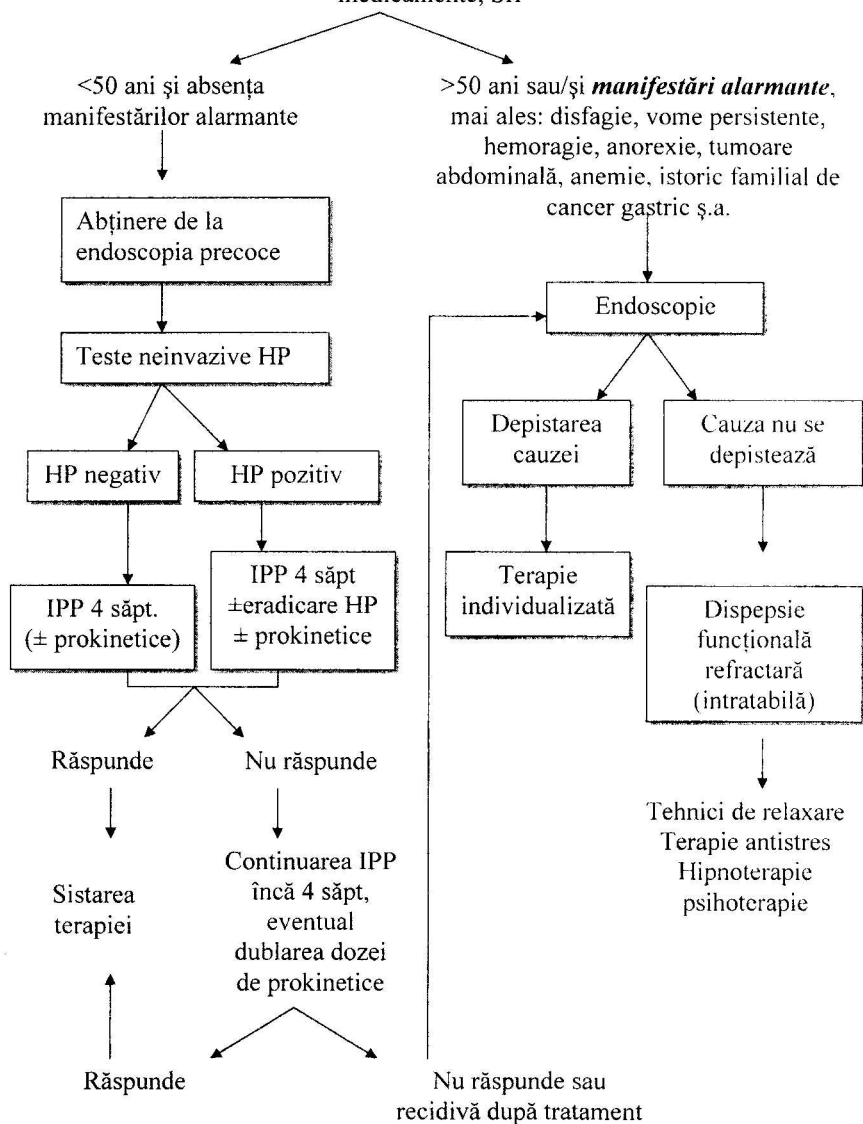 <50 ani şi absenţa
manifestărilor alarmante
>50 ani sau/şi manifestări alarmante,
mai ales: disfagie, vome persistente,
hemoragie, anorexie, tumoare
abdominală, anemie, istoric familial de
cancer gastric ş.a.
Abţinere de la
endoscopia precoce
Endoscopie
Teste neinvazive HP
Depistarea
cauzei
Cauza nu se
depistează
HP negativ
HP pozitiv
Terapie
individualizată
IPP 4 săpt.
(± prokinetice)
IPP 4 săpt
±eradicare HP
± prokinetice
Dispepsie
funcţională
refractară
(intratabilă)
Răspunde
Nu răspunde
Tehnici de relaxare
Terapie antistres
Hipnoterapie
psihoterapie
Sistarea
terapiei
Continuarea IPP
încă 4 săpt,
eventual
dublarea dozei
de prokinetice
Răspunde
Nu răspunde sau
recidivă după tratament